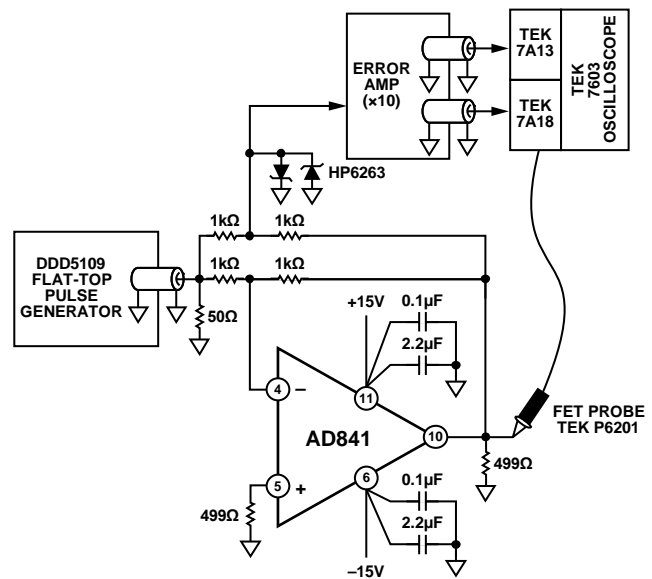 TEK
7A13
TEK
7A18
TEK
7603
OSCILLOSCOPE
ERROR
AMP
(×10)
HP6263
1kΩ
1kΩ
1kΩ
1kΩ
DDD5109
FLAT-TOP
PULSE
GENERATOR
50Ω
+15V
0.1µF
2.2µF
4
–
11
AD841
10
FET PROBE
TEK P6201
5
+
6
499Ω
499Ω
0.1µF
2.2µF
–15V